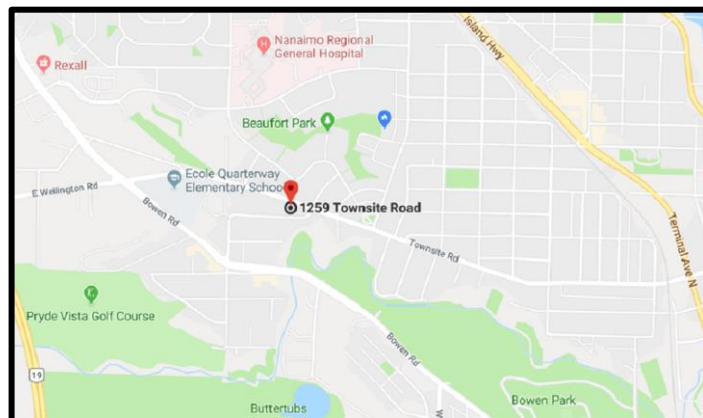 Nanaimo Regional
General Hospital
Island Hwy
Rexall
Beaufort Park
Ecole Quarterway
Elementary School
E Wellington Rd
Bowen Rd
1259 Townsite Road
Townsite Rd
Terminal Ave N
Pryde Vista Golf Course
Bowen Rd
19
Bowen Park
Buttertubs
W